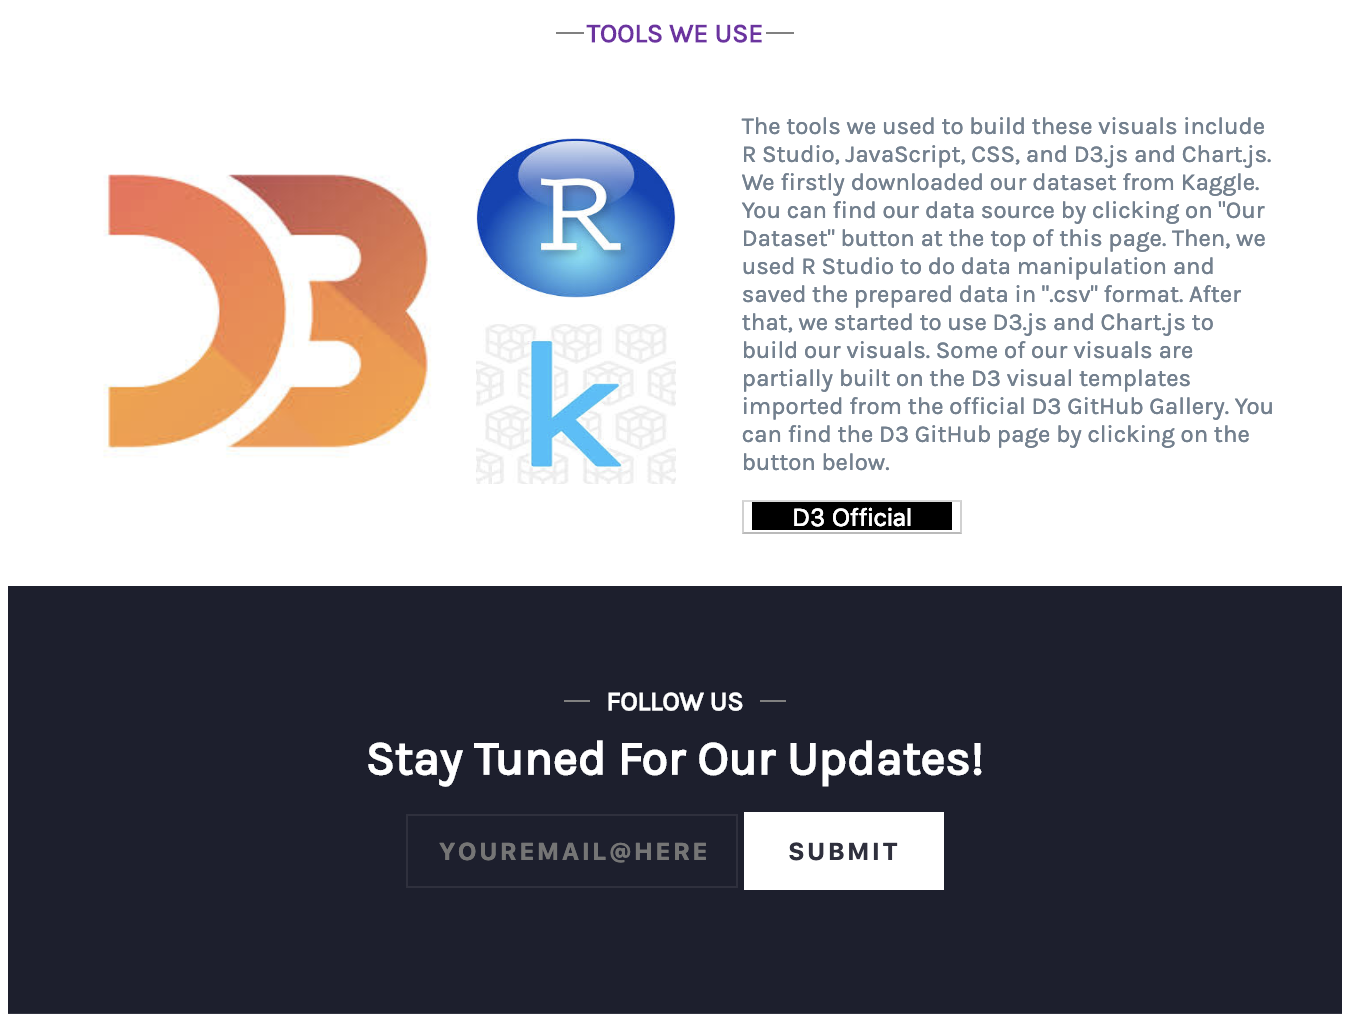 TOOLS WE USE
D3
R
k
The tools we used to build these visuals include
R Studio, JavaScript, CSS, and D3.js and Chart.js.
We firstly downloaded our dataset from Kaggle.
You can find our data source by clicking on "Our
Dataset" button at the top of this page. Then, we
used R Studio to do data manipulation and
saved the prepared data in ".csv" format. After
that, we started to use D3.js and Chart.js to
build our visuals. Some of our visuals are
partially built on the D3 visual templates
imported from the official D3 GitHub Gallery. You
can find the D3 GitHub page by clicking on the
button below.
D3 Official
FOLLOW US
Stay Tuned For Our Updates!
YOUREMAIL@HERE
SUBMIT